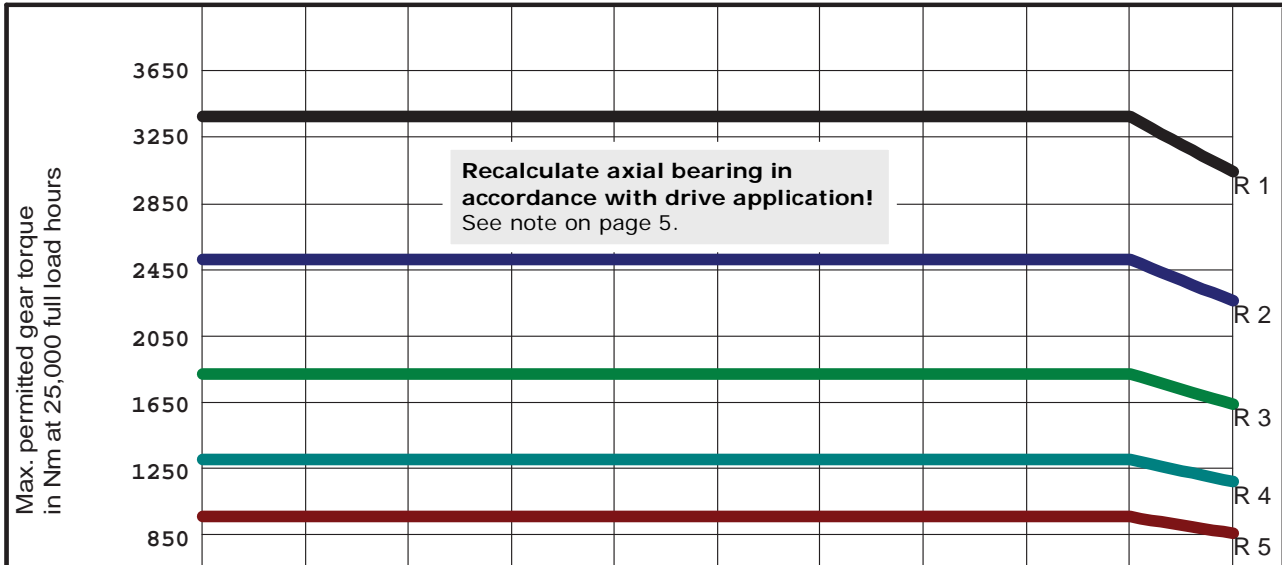 3650
3250
2850
2450
2050
1650
1250
850
Max. permitted gear torque
in Nm at 25,000 full load hours
Recalculate axial bearing in
accordance with drive application!
See note on page 5.
R 1
R 2
R 3
R 4
R 5